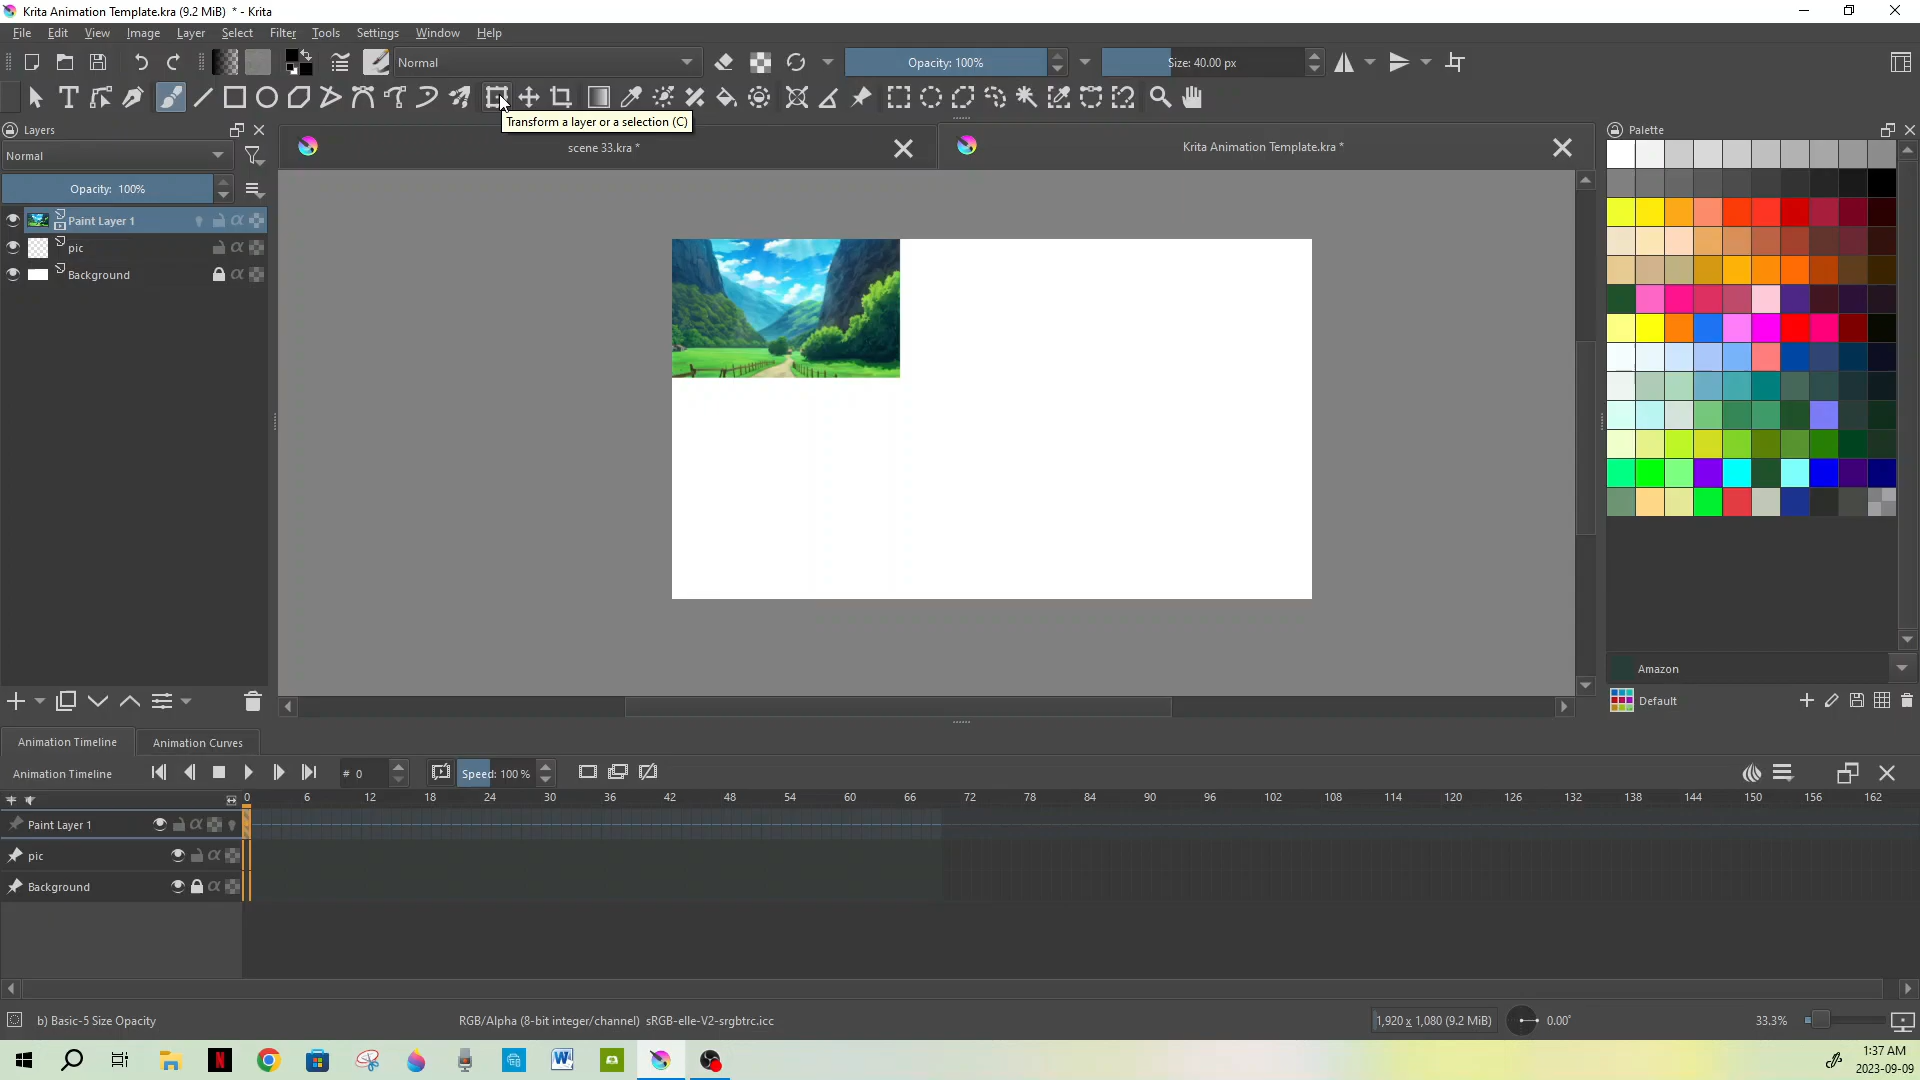 Krita Animation Template.kra (9.2 MiB) * - Krita
File Edit View Image Layer Select Filter Tools Settings Window Help
Normal Opacity: 100% Size: 40.00 px
Transform a layer or a selection (C)
Layers
scene 33.kra *
Krita Animation Template.kra *
Palette
Normal
Opacity: 100%
Paint Layer 1
pic
Background
Amazon
Default
Animation Timeline Animation Curves
Animation Timeline # 0 Speed: 100 %
0 6 12 18 24 30 36 42 48 54 60 66 72 78 84 90 96 102 108 114 120 126 132 138 144 150 156 162
Paint Layer 1
pic
Background
b) Basic-5 Size Opacity RGB/Alpha (8-bit integer/channel) sRGB-elle-V2-srgbtrc.icc 1,920 x 1,080 (9.2 MiB) 0.00° 33.3%
1:37 AM
2023-09-09